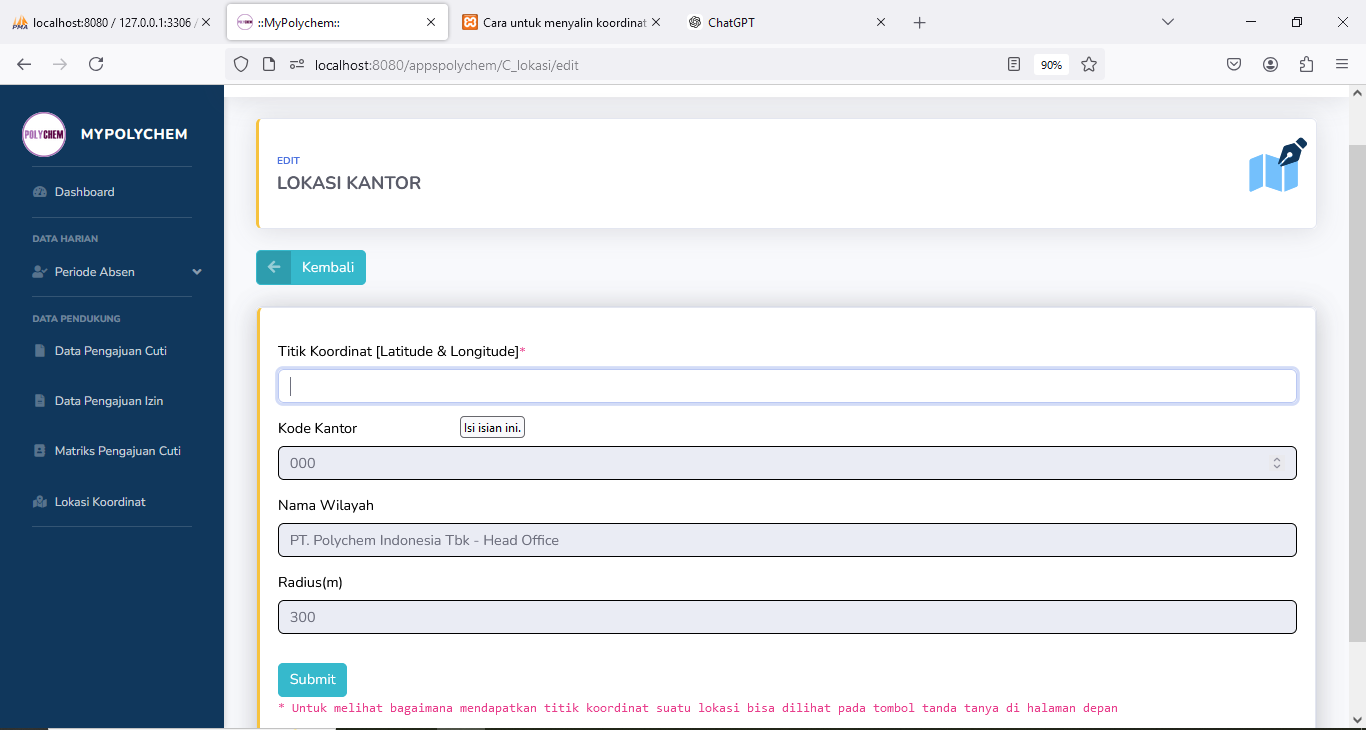 localhost:8080 / 127.0.0.1:3306 /
::MyPolychem::
Cara untuk menyalin koordinat
ChatGPT
localhost:8080/appspolychem/C_lokasi/edit
90%
POLYCHEM
MYPOLYCHEM
Dashboard
DATA HARIAN
Periode Absen
DATA PENDUKUNG
Data Pengajuan Cuti
Data Pengajuan Izin
Matriks Pengajuan Cuti
Lokasi Koordinat
EDIT
LOKASI KANTOR
Kembali
Titik Koordinat [Latitude & Longitude]*
Kode Kantor
Isi isian ini.
000
Nama Wilayah
PT. Polychem Indonesia Tbk - Head Office
Radius(m)
300
Submit
* Untuk melihat bagaimana mendapatkan titik koordinat suatu lokasi bisa dilihat pada tombol tanda tanya di halaman depan